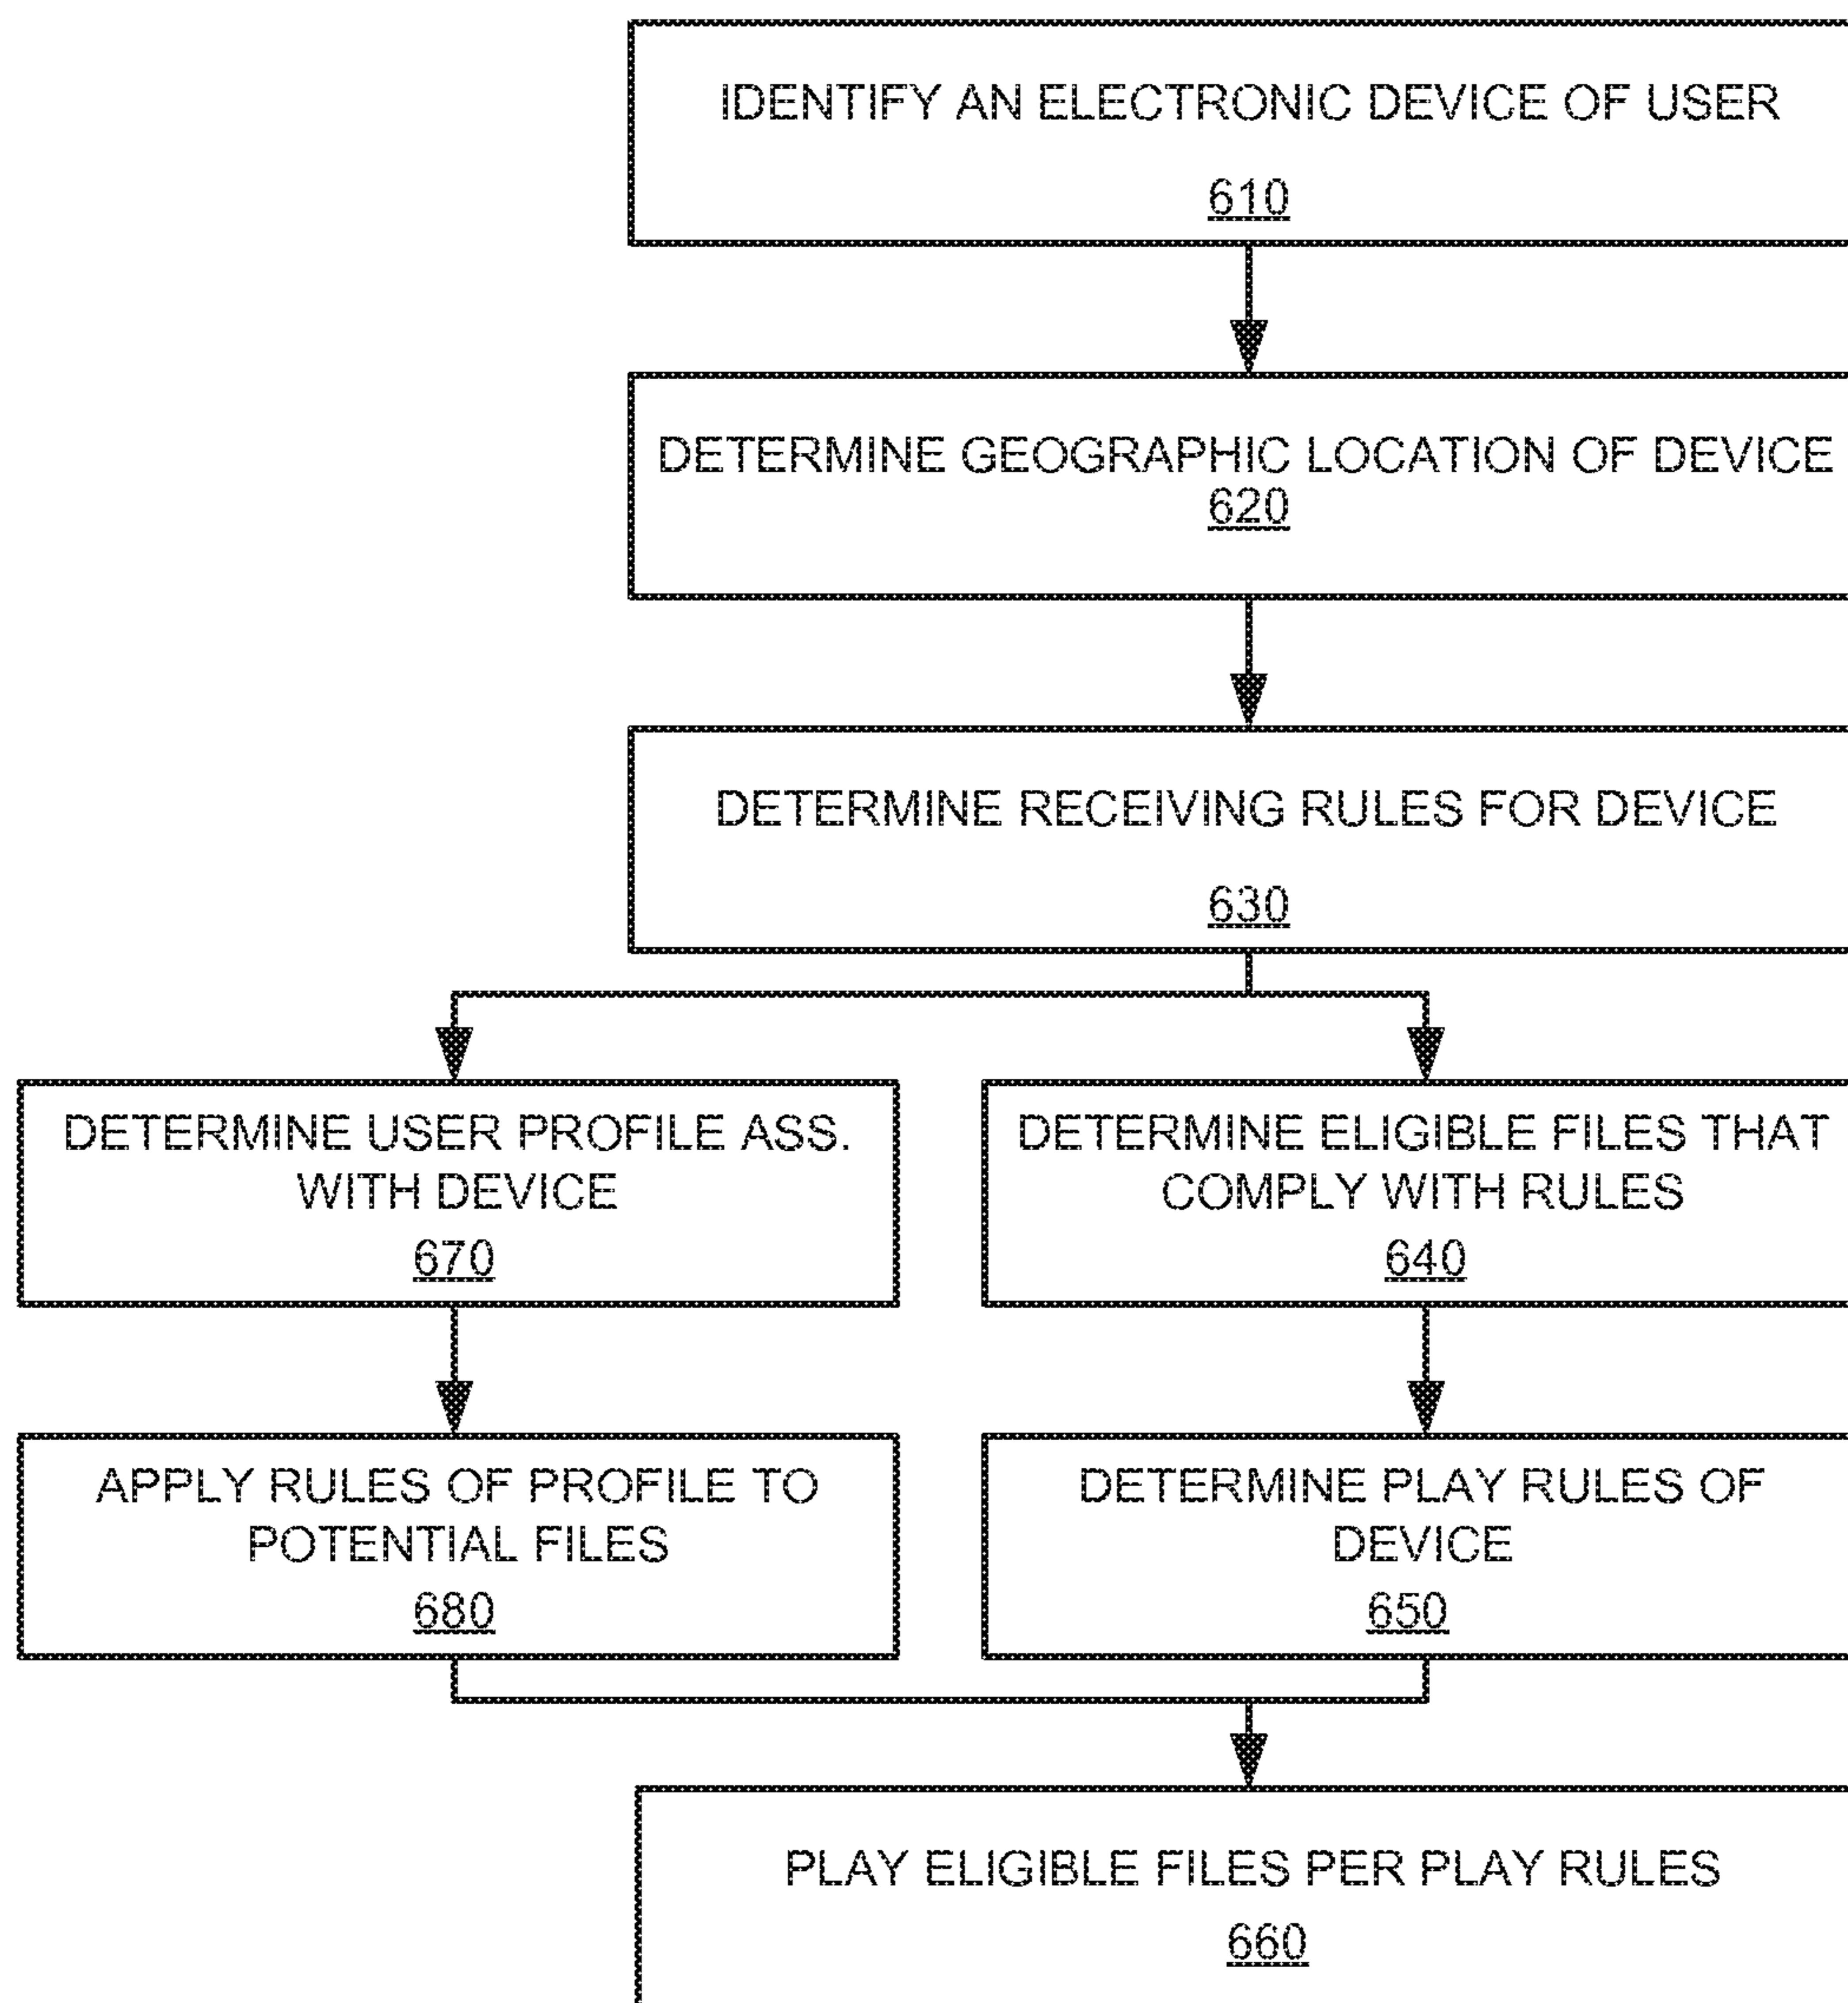 IDENTIFY AN ELECTRONIC DEVICE OF USER
610
DETERMINE GEOGRAPHIC LOCATION OF DEVICE
620
DETERMINE RECEIVING RULES FOR DEVICE
630
DETERMINE USER PROFILE ASS.
WITH DEVICE
670
DETERMINE ELIGIBLE FILES THAT
COMPLY WITH RULES
640
APPLY RULES OF PROFILE TO
POTENTIAL FILES
680
DETERMINE PLAY RULES OF
DEVICE
650
PLAY ELIGIBLE FILES PER PLAY RULES
660